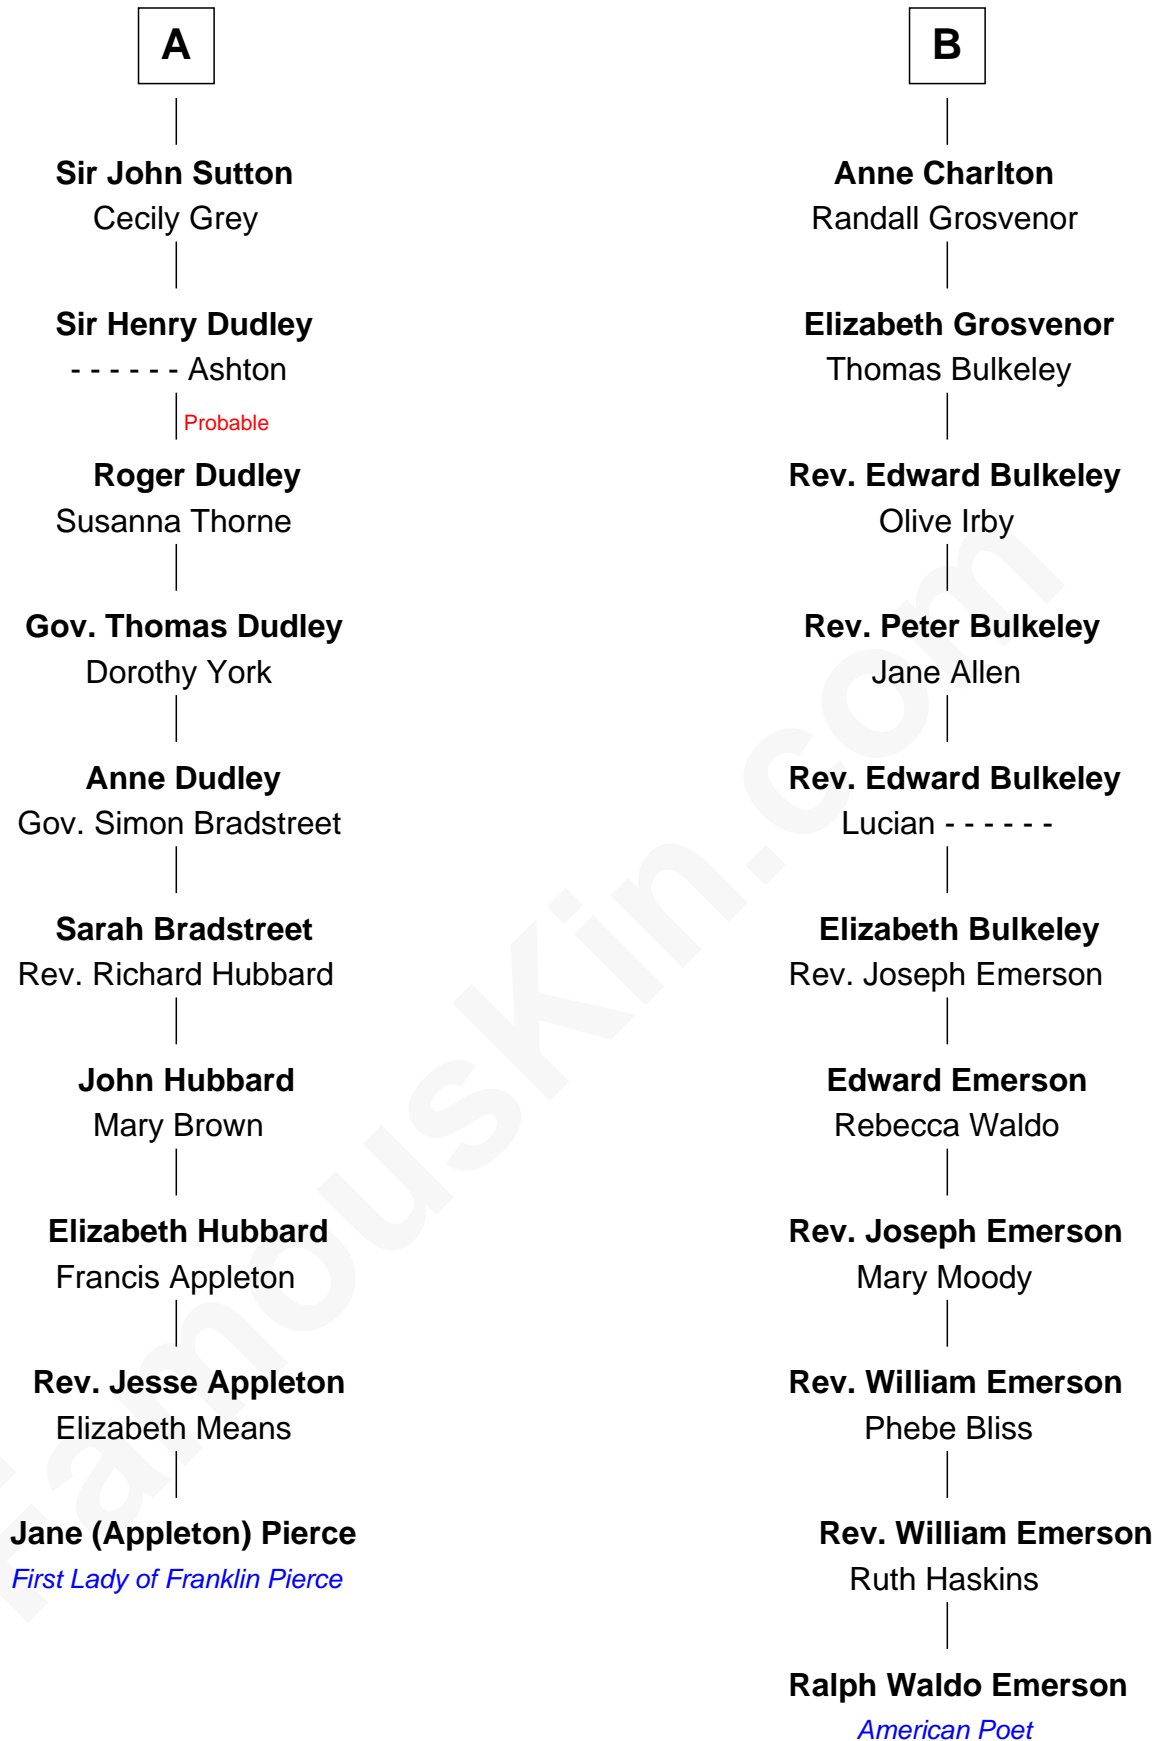 A
Sir John Sutton
Cecily Grey
Sir Henry Dudley
- - - - - - Ashton
Probable
Roger Dudley
Susanna Thorne
Gov. Thomas Dudley
Dorothy York
Anne Dudley
Gov. Simon Bradstreet
Sarah Bradstreet
Rev. Richard Hubbard
John Hubbard
Mary Brown
Elizabeth Hubbard
Francis Appleton
Rev. Jesse Appleton
Elizabeth Means
Jane (Appleton) Pierce
First Lady of Franklin Pierce
B
Anne Charlton
Randall Grosvenor
Elizabeth Grosvenor
Thomas Bulkeley
Rev. Edward Bulkeley
Olive Irby
Rev. Peter Bulkeley
Jane Allen
Rev. Edward Bulkeley
Lucian - - - - - -
Elizabeth Bulkeley
Rev. Joseph Emerson
Edward Emerson
Rebecca Waldo
Rev. Joseph Emerson
Mary Moody
Rev. William Emerson
Phebe Bliss
Rev. William Emerson
Ruth Haskins
Ralph Waldo Emerson
American Poet
FamousKin.com